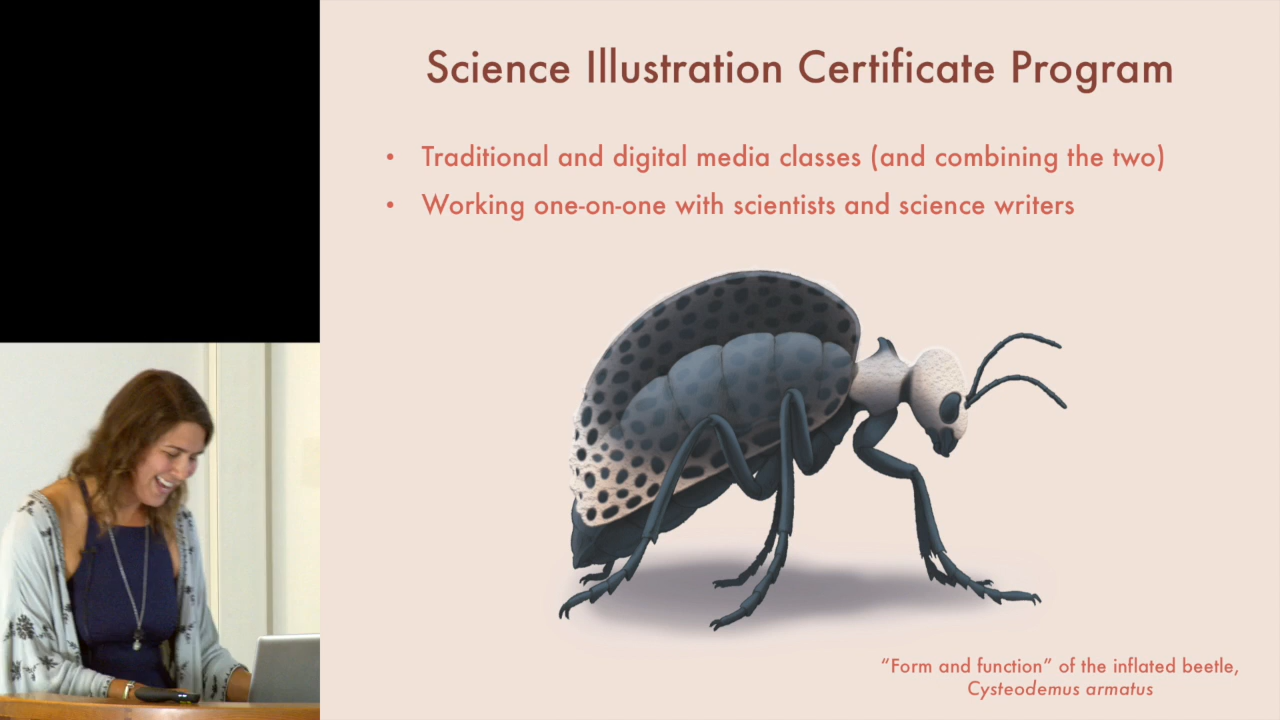 Science Illustration Certificate Program
• Traditional and digital media classes (and combining the two)
• Working one-on-one with scientists and science writers
“Form and function” of the inflated beetle,
Cysteodemus armatus